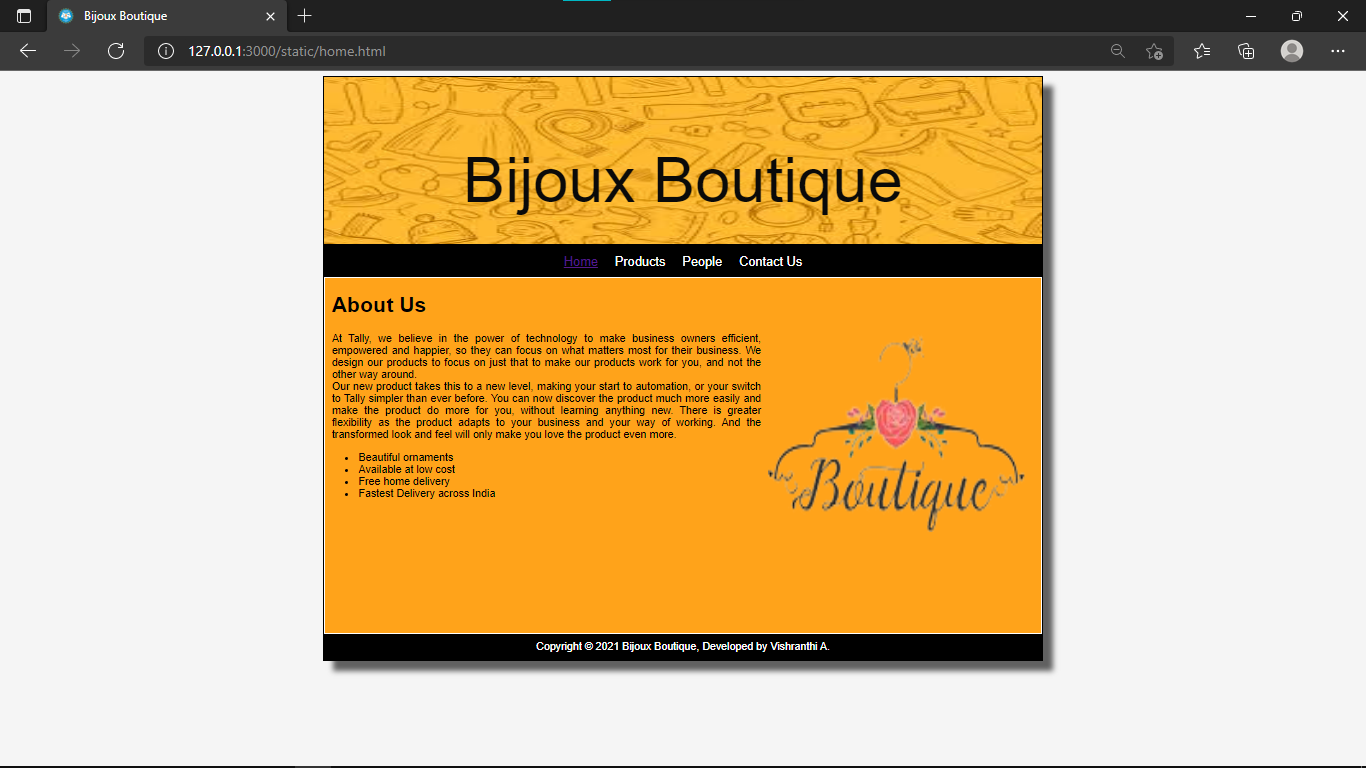 Bijoux Boutique
127.0.0.1:3000/static/home.html
Bijoux Boutique
Home Products People Contact Us
About Us
At Tally, we believe in the power of technology to make business owners efficient,
empowered and happier, so they can focus on what matters most for their business. We
design our products to focus on just that to make our products work for you, and not the
other way around.
Our new product takes this to a new level, making your start to automation, or your switch
to Tally simpler than ever before. You can now discover the product much more easily and
make the product do more for you, without learning anything new. There is greater
flexibility as the product adapts to your business and your way of working. And the
transformed look and feel will only make you love the product even more.
• Beautiful ornaments
• Available at low cost
• Free home delivery
• Fastest Delivery across India
Boutique
Copyright © 2021 Bijoux Boutique, Developed by Vishranthi A.